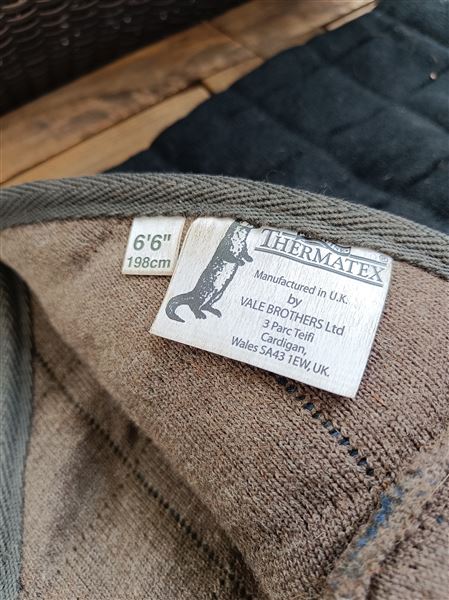 6'6"
198cm
THERMATEX
Manufactured in U.K.
by
VALE BROTHERS Ltd
3 Parc Teifi
Cardigan,
Wales SA43 1EW, UK.